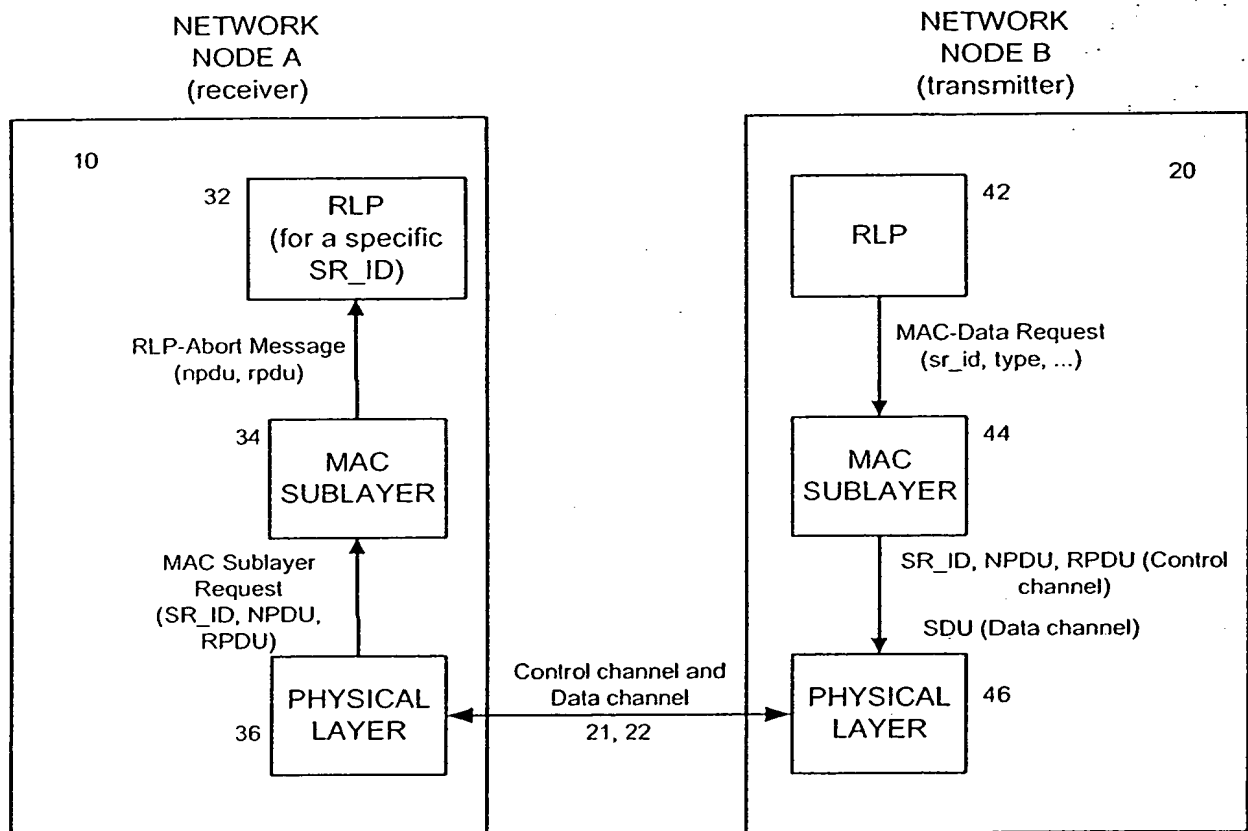 NETWORK
NODE A
(receiver)
NETWORK
NODE B
(transmitter)
10
20
32
RLP
(for a specific
SR_ID)
42
RLP
RLP-Abort Message
(npdu, rpdu)
MAC-Data Request
(sr_id, type, ...)
34
MAC
SUBLAYER
44
MAC
SUBLAYER
MAC Sublayer
Request
(SR_ID, NPDU,
RPDU)
SR_ID, NPDU, RPDU (Control
channel)
SDU (Data channel)
Control channel and
Data channel
21, 22
36
PHYSICAL
LAYER
46
PHYSICAL
LAYER